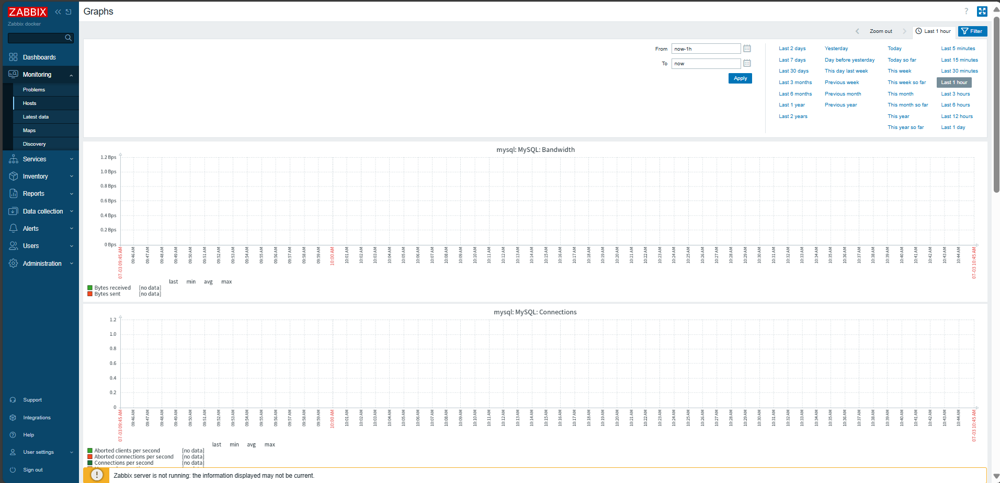 ZABBIX
Zabbix docker
Dashboards
Monitoring
Problems
Hosts
Latest data
Maps
Discovery
Services
Inventory
Reports
Data collection
Alerts
Users
Administration
Support
Integrations
Help
User settings
Sign out
Graphs
?
Zoom out
Last 1 hour
Filter
From now-1h
To now
Apply
Last 2 days Yesterday Today Last 5 minutes
Last 7 days Day before yesterday Today so far Last 15 minutes
Last 30 days This day last week This week Last 30 minutes
Last 3 months Previous week This week so far Last 1 hour
Last 6 months Previous month This month Last 3 hours
Last 1 year Previous year This month so far Last 6 hours
Last 2 years This year Last 12 hours
This year so far Last 1 day
mysql: MySQL: Bandwidth
1.2 Bps
1.0 Bps
0.8 Bps
0.6 Bps
0.4 Bps
0.2 Bps
0 Bps
07-03 09:45 AM 09:46 AM 09:47 AM 09:48 AM 09:49 AM 09:50 AM 09:51 AM 09:52 AM 09:53 AM 09:54 AM 09:55 AM 09:56 AM 09:57 AM 09:58 AM 09:59 AM 10:00 AM 10:01 AM 10:02 AM 10:03 AM 10:04 AM 10:05 AM 10:06 AM 10:07 AM 10:08 AM 10:09 AM 10:10 AM 10:11 AM 10:12 AM 10:13 AM 10:14 AM 10:15 AM 10:16 AM 10:17 AM 10:18 AM 10:19 AM 10:20 AM 10:21 AM 10:22 AM 10:23 AM 10:24 AM 10:25 AM 10:26 AM 10:27 AM 10:28 AM 10:29 AM 10:30 AM 10:31 AM 10:32 AM 10:33 AM 10:34 AM 10:35 AM 10:36 AM 10:37 AM 10:38 AM 10:39 AM 10:40 AM 10:41 AM 10:42 AM 10:43 AM 10:44 AM 07-03 10:45 AM
last min avg max
Bytes received [no data]
Bytes sent [no data]
mysql: MySQL: Connections
1.2
1.0
0.8
0.6
0.4
0.2
0
07-03 09:45 AM 09:46 AM 09:47 AM 09:48 AM 09:49 AM 09:50 AM 09:51 AM 09:52 AM 09:53 AM 09:54 AM 09:55 AM 09:56 AM 09:57 AM 09:58 AM 09:59 AM 10:00 AM 10:01 AM 10:02 AM 10:03 AM 10:04 AM 10:05 AM 10:06 AM 10:07 AM 10:08 AM 10:09 AM 10:10 AM 10:11 AM 10:12 AM 10:13 AM 10:14 AM 10:15 AM 10:16 AM 10:17 AM 10:18 AM 10:19 AM 10:20 AM 10:21 AM 10:22 AM 10:23 AM 10:24 AM 10:25 AM 10:26 AM 10:27 AM 10:28 AM 10:29 AM 10:30 AM 10:31 AM 10:32 AM 10:33 AM 10:34 AM 10:35 AM 10:36 AM 10:37 AM 10:38 AM 10:39 AM 10:40 AM 10:41 AM 10:42 AM 10:43 AM 10:44 AM 07-03 10:45 AM
last min avg max
Aborted clients per second [no data]
Aborted connections per second [no data]
Connections per second [no data]
Zabbix server is not running: the information displayed may not be current.